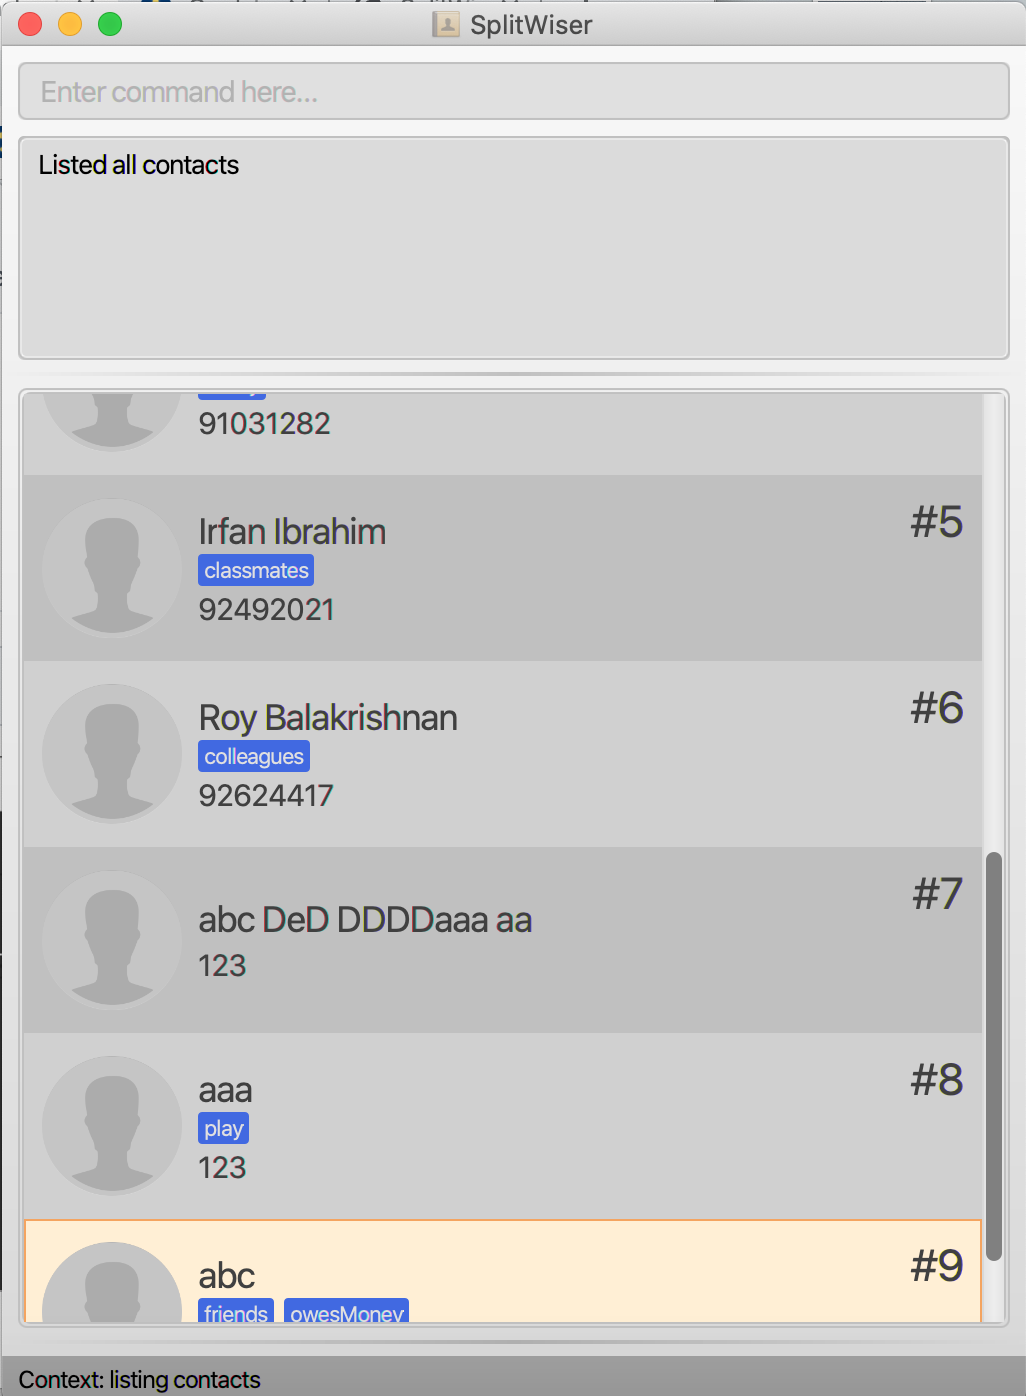 SplitWiser
Enter command here...
Listed all contacts
91031282
Irfan Ibrahim
#5
classmates
92492021
Roy Balakrishnan
#6
colleagues
92624417
abc DeD DDDDaaa aa
#7
123
aaa
#8
play
123
abc
#9
friends owesMoney
Context: listing contacts